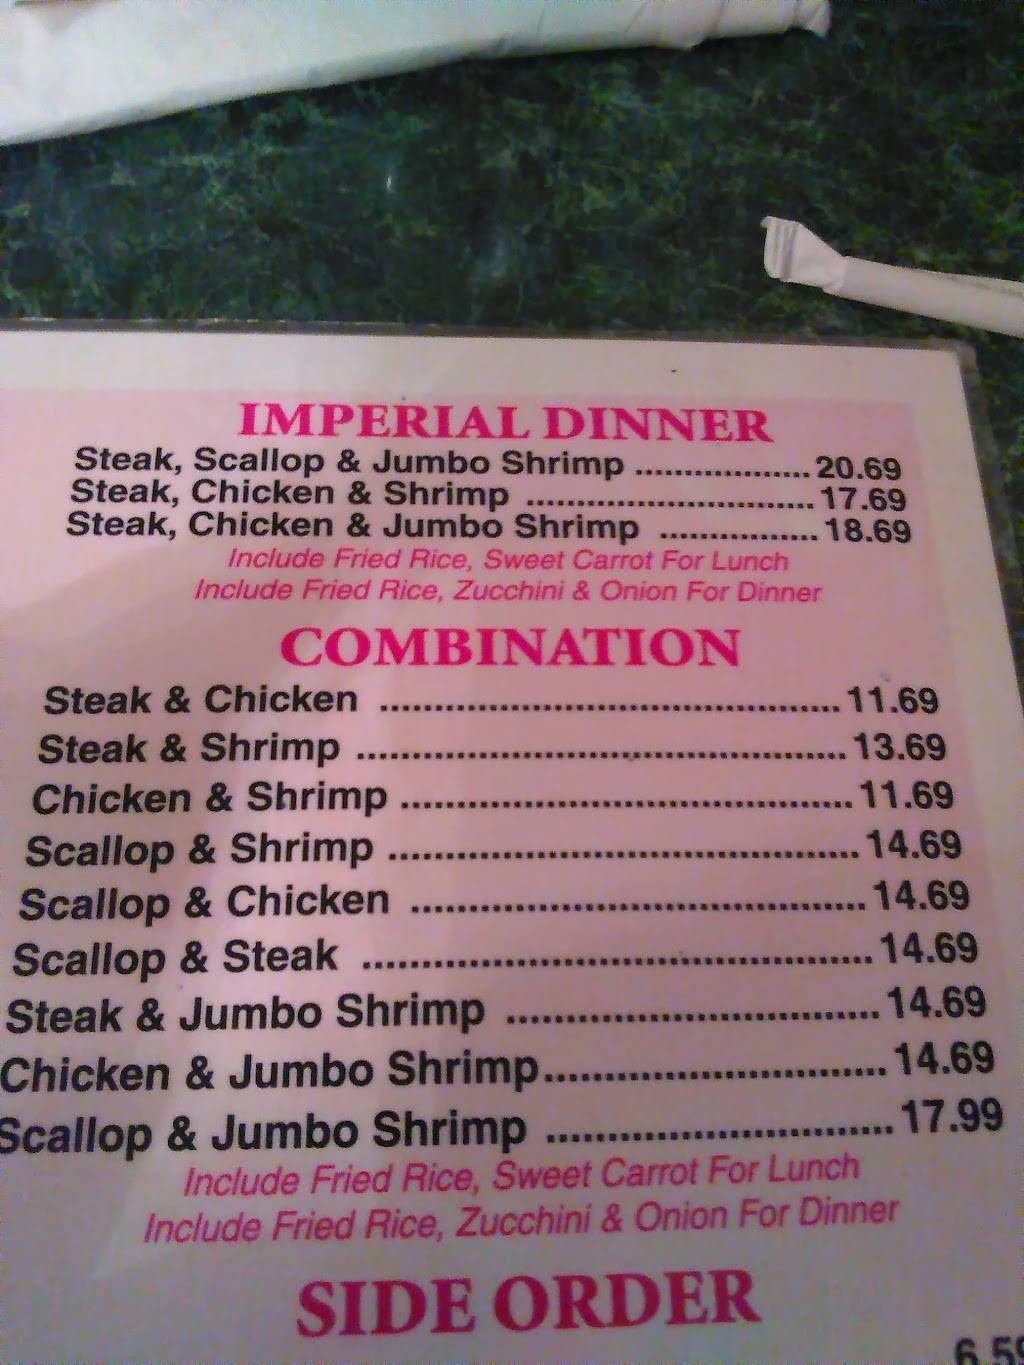 IMPERIAL DINNER
Steak, Scallop & Jumbo Shrimp .................. 20.69
Steak, Chicken & Shrimp .............................. 17.69
Steak, Chicken & Jumbo Shrimp ................. 18.69
Include Fried Rice, Sweet Carrot For Lunch
Include Fried Rice, Zucchini & Onion For Dinner
COMBINATION
Steak & Chicken .......................................... 11.69
Steak & Shrimp ............................................. 13.69
Chicken & Shrimp ......................................... 11.69
Scallop & Shrimp ........................................... 14.69
Scallop & Chicken ......................................... 14.69
Scallop & Steak .............................................. 14.69
Steak & Jumbo Shrimp ................................. 14.69
Chicken & Jumbo Shrimp.............................. 14.69
Scallop & Jumbo Shrimp .............................. 17.99
Include Fried Rice, Sweet Carrot For Lunch
Include Fried Rice, Zucchini & Onion For Dinner
SIDE ORDER